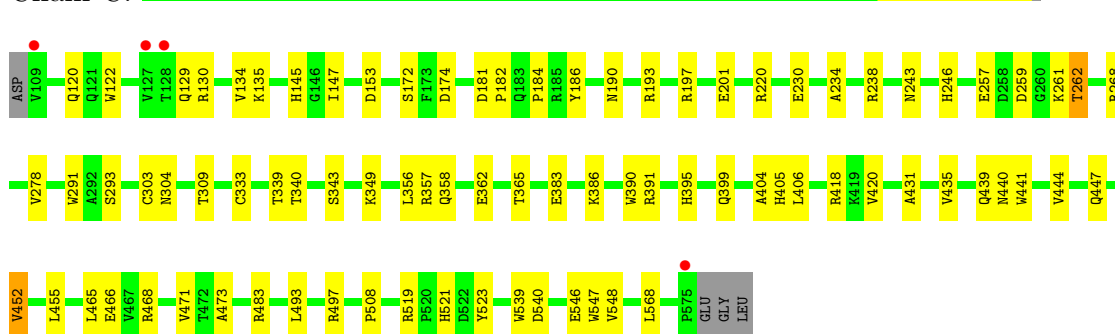 ASP V109 Q120 Q121 W122 V127 T128 Q129 R130 V134 K135 H145 G146 I147 D153 S172 F173 D174 D181 P182 Q183 P184 R185 Y186 N190 R193 R197 E201 R220 E230 A234 R238 N243 H246 E257 D258 D259 G260 K261 T262
V278 W291 A292 S293 C303 N304 T309 C333 T339 T340 S343 K349 L356 R357 Q358 E362 T365 E383 K386 W390 R391 H395 Q399 A404 H405 L406 R418 K419 V420 A431 V435 Q439 N440 W441 V444 Q447
V452 L455 L465 E466 V467 R468 V471 T472 A473 R483 L493 R497 P508 R519 P520 H521 D522 Y523 W539 D540 E546 W547 V548 L568 P575 GLU GLY LEU